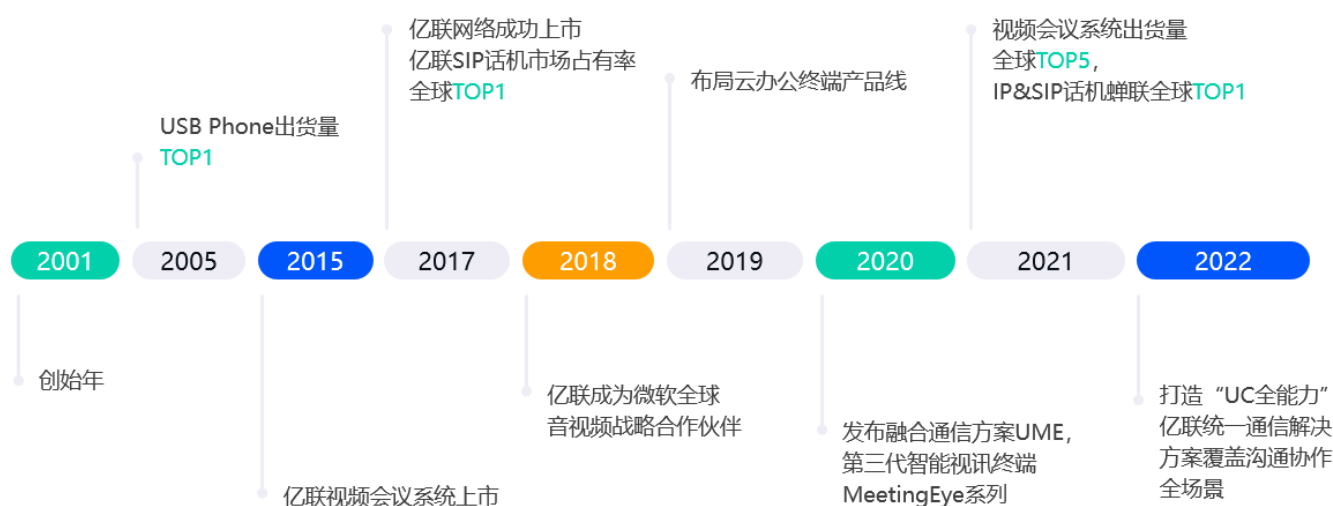 亿联网络成功上市
亿联SIP话机市场占有率
全球TOP1
视频会议系统出货量
全球TOP5，
IP&SIP话机蝉联全球TOP1
布局云办公终端产品线
USB Phone出货量
TOP1
2001
2005
2015
2017
2018
2019
2020
2021
2022
创始年
亿联成为微软全球
音视频战略合作伙伴
打造“UC全能力”
亿联统一通信解决
方案覆盖沟通协作
全场景
发布融合通信方案UME，
第三代智能视讯终端
MeetingEye系列
亿联视频会议系统上市